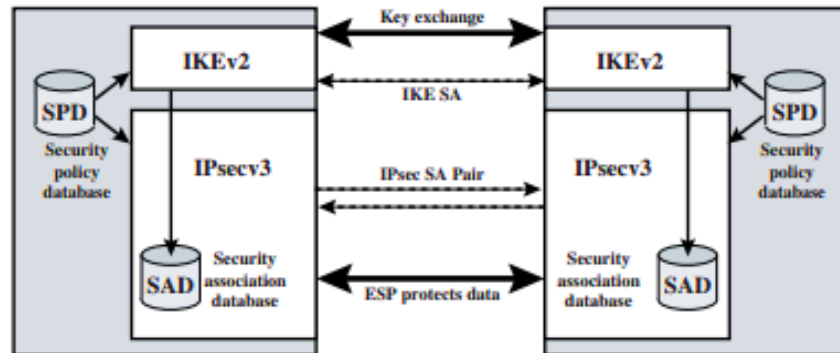 Key exchange
IKEv2
IKEv2
SPD
IKE SA
SPD
Security
policy
database
Security
policy
database
IPsecv3
IPsec SA Pair
IPsecv3
SAD
Security
association
database
Security
association
database
SAD
ESP protects data